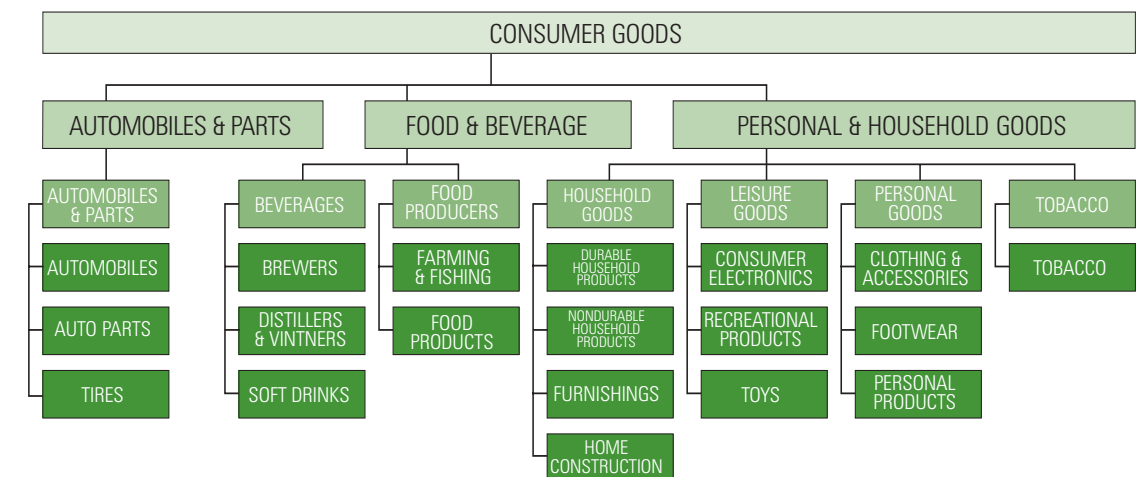 CONSUMER GOODS
AUTOMOBILES & PARTS
FOOD & BEVERAGE
PERSONAL & HOUSEHOLD GOODS
AUTOMOBILES
& PARTS
BEVERAGES
FOOD
PRODUCERS
HOUSEHOLD
GOODS
LEISURE
GOODS
PERSONAL
GOODS
TOBACCO
AUTOMOBILES
BREWERS
FARMING
& FISHING
DURABLE
HOUSEHOLD
PRODUCTS
CONSUMER
ELECTRONICS
CLOTHING &
ACCESSORIES
TOBACCO
AUTO PARTS
DISTILLERS
& VINTNERS
FOOD
PRODUCTS
NONDURABLE
HOUSEHOLD
PRODUCTS
RECREATIONAL
PRODUCTS
FOOTWEAR
TIRES
SOFT DRINKS
FURNISHINGS
TOYS
PERSONAL
PRODUCTS
HOME
CONSTRUCTION